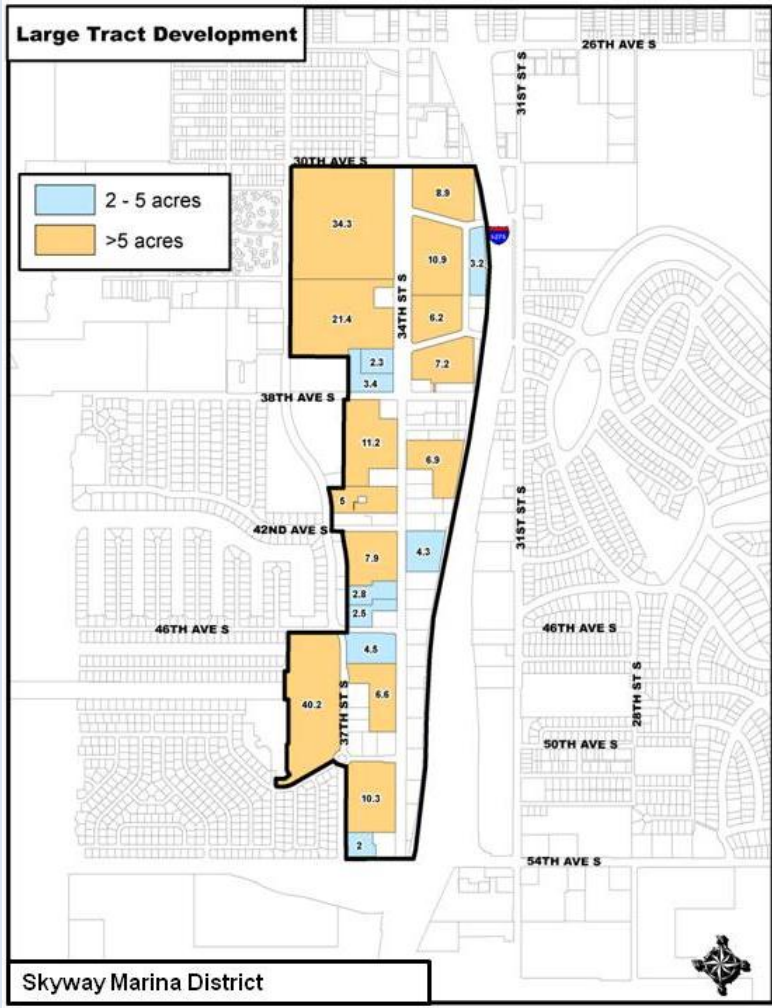 Large Tract Development
26TH AVE S
31ST ST S
30TH AVE S
2 - 5 acres
>5 acres
8.9
34.3
I-275
10.9
3.2
34TH ST S
21.4
6.2
2.3
7.2
3.4
38TH AVE S
11.2
6.9
5
31ST ST S
42ND AVE S
4.3
7.9
2.8
2.5
46TH AVE S
46TH AVE S
4.5
6.6
28TH ST S
40.2
37TH ST S
50TH AVE S
10.3
2
54TH AVE S
Skyway Marina District